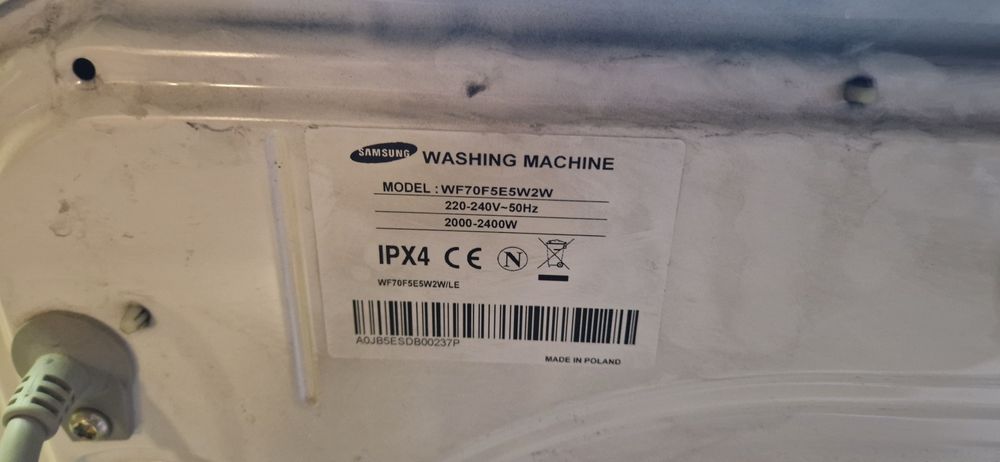 SAMSUNG WASHING MACHINE
MODEL : WF70F5E5W2W
220-240V~50Hz
2000-2400W
IPX4 CE N
WF70F5E5W2W/LE
A0JB5ESDB00237P
MADE IN POLAND